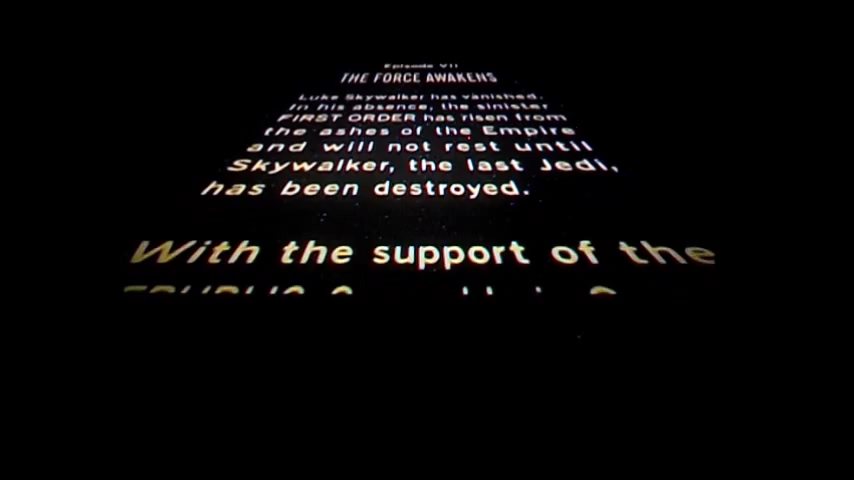 Episode VII
THE FORCE AWAKENS
Luke Skywalker has vanished.
In his absence, the sinister
FIRST ORDER has risen from
the ashes of the Empire
and will not rest until
Skywalker, the last Jedi,
has been destroyed.
With the support of the